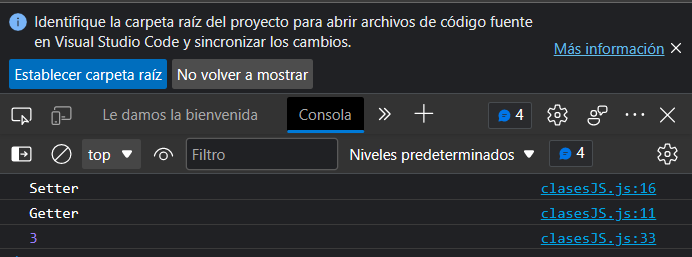 Identifique la carpeta raíz del proyecto para abrir archivos de código fuente
en Visual Studio Code y sincronizar los cambios.
Más información
Establecer carpeta raíz
No volver a mostrar
Le damos la bienvenida
Consola
4
top
Filtro
Niveles predeterminados
4
Setter clasesJS.js:16
Getter clasesJS.js:11
3 clasesJS.js:33